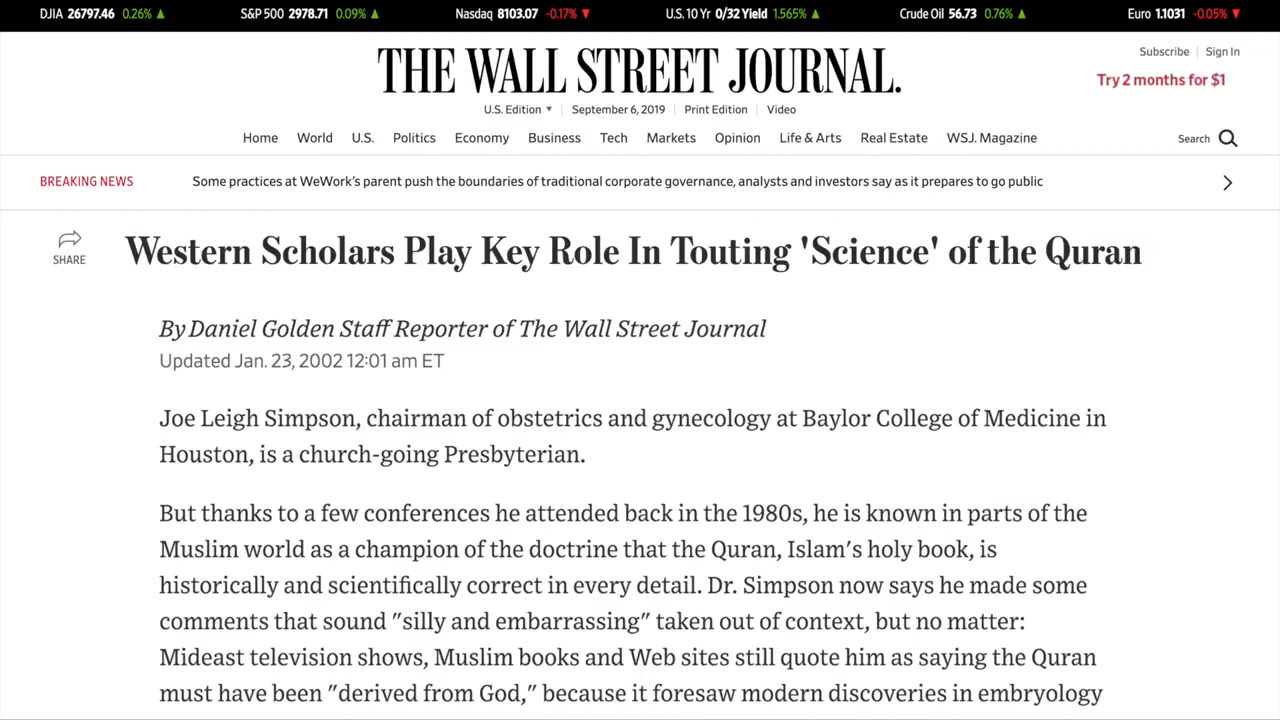 DJIA 26797.46 0.26% ▲ S&P 500 2978.71 0.09% ▲ Nasdaq 8103.07 -0.17% ▼ U.S. 10 Yr 0/32 Yield 1.565% ▲ Crude Oil 56.73 0.76% ▲ Euro 1.1031 -0.05% ▼
Subscribe | Sign In
THE WALL STREET JOURNAL.
Try 2 months for $1
U.S. Edition ▼ | September 6, 2019 | Print Edition | Video
Home World U.S. Politics Economy Business Tech Markets Opinion Life & Arts Real Estate WSJ. Magazine Search
BREAKING NEWS Some practices at WeWork's parent push the boundaries of traditional corporate governance, analysts and investors say as it prepares to go public
SHARE
Western Scholars Play Key Role In Touting 'Science' of the Quran
By Daniel Golden Staff Reporter of The Wall Street Journal
Updated Jan. 23, 2002 12:01 am ET
Joe Leigh Simpson, chairman of obstetrics and gynecology at Baylor College of Medicine in
Houston, is a church-going Presbyterian.
But thanks to a few conferences he attended back in the 1980s, he is known in parts of the
Muslim world as a champion of the doctrine that the Quran, Islam's holy book, is
historically and scientifically correct in every detail. Dr. Simpson now says he made some
comments that sound "silly and embarrassing" taken out of context, but no matter:
Mideast television shows, Muslim books and Web sites still quote him as saying the Quran
must have been "derived from God," because it foresaw modern discoveries in embryology